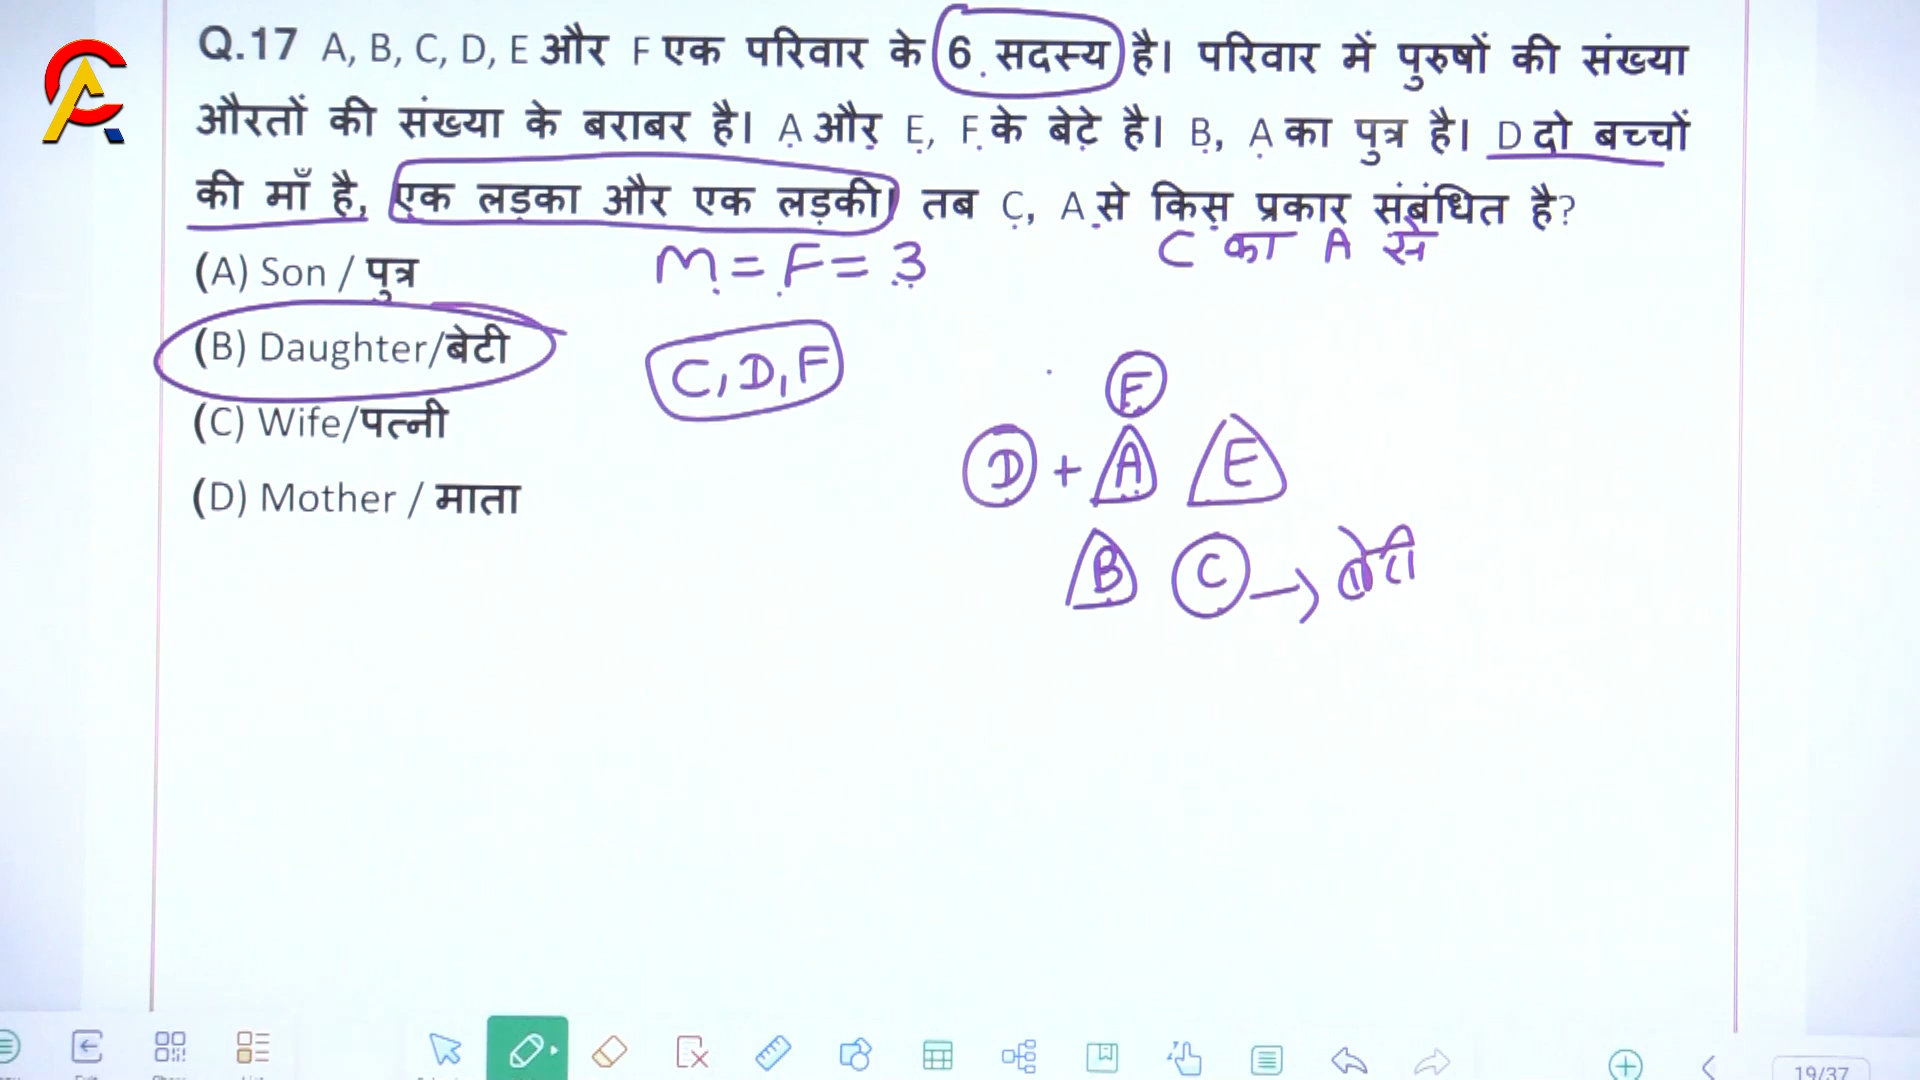 Q.17 A, B, C, D, E और F एक परिवार के 6 सदस्य है। परिवार में पुरुषों की संख्या
औरतों की संख्या के बराबर है। A और E, F के बेटे है। B, A का पुत्र है। D दो बच्चों
की माँ है, एक लड़का और एक लड़की। तब C, A से किस प्रकार संबंधित है?
C का A से
(A) Son / पुत्र
M = F = 3
(B) Daughter/बेटी
C, D, F
F
(C) Wife/पत्नी
D + A E
(D) Mother / माता
B C → बेटी
19/37